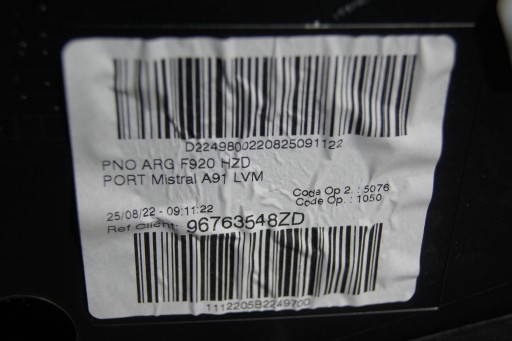 D2249800220825091122
PNO ARG F920 HZD
PORT Mistral A91 LVM
Coda Op 2. : 5076
Code Op. : 1050
25/08/22 - 09:11:22
Ref Client: 96763548ZD
1112205B2249700